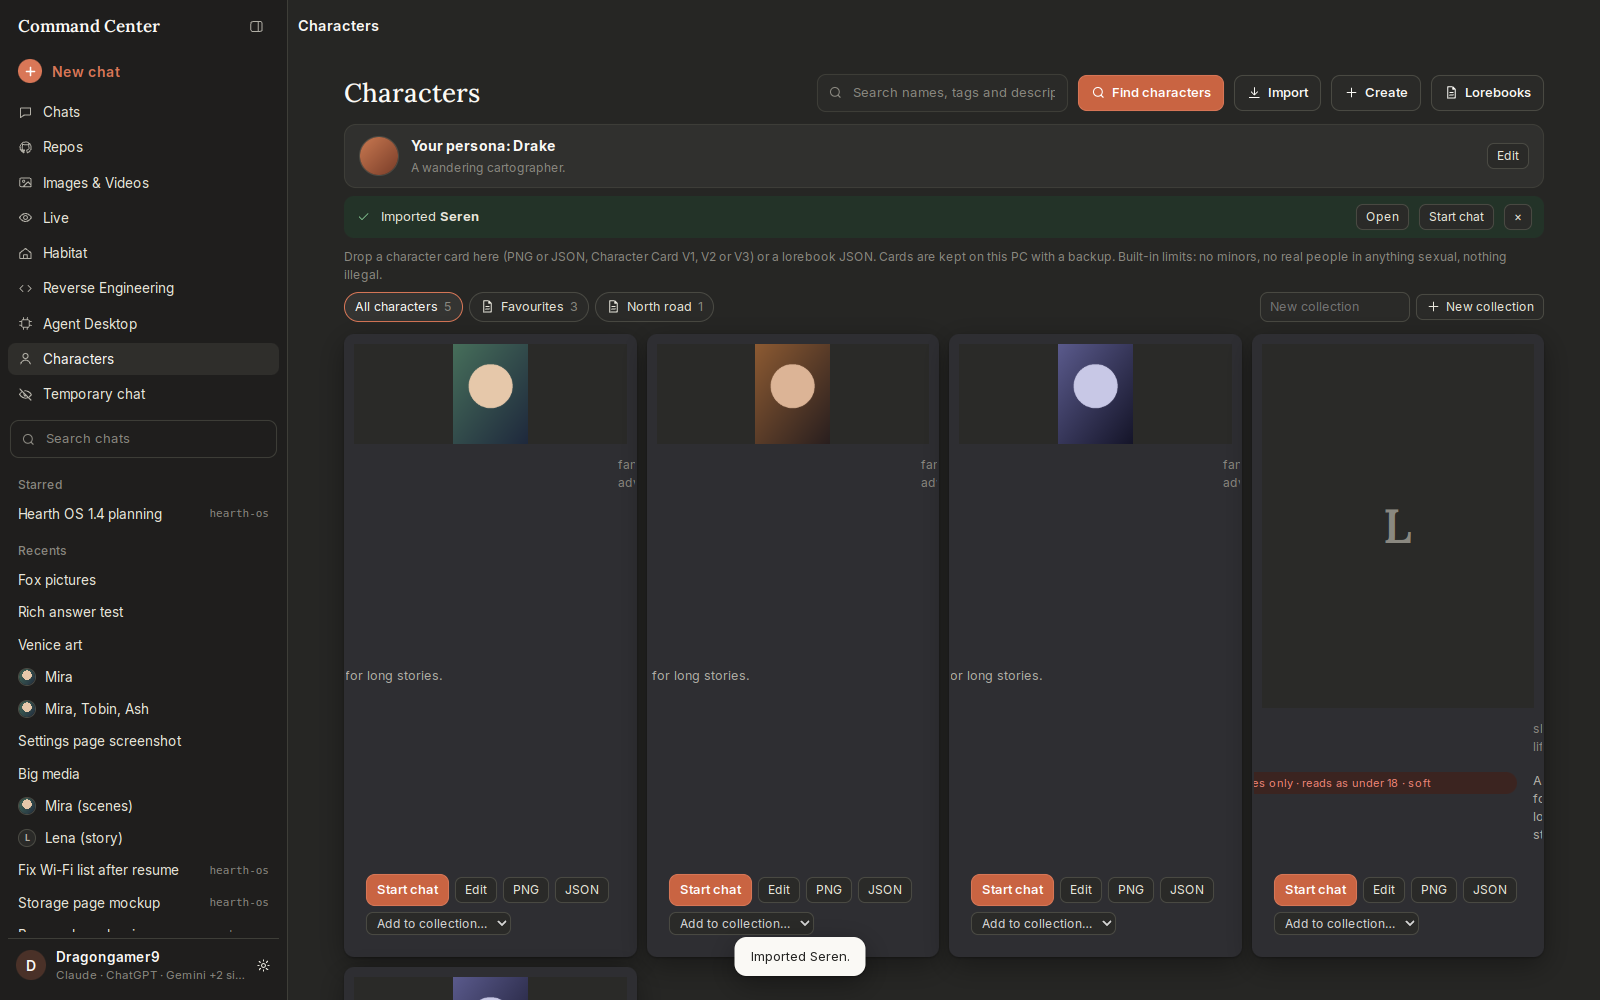 Command Center
New chat
Chats
Repos
Images & Videos
Live
Habitat
Reverse Engineering
Agent Desktop
Characters
Temporary chat
Search chats
Starred
Hearth OS 1.4 planning hearth-os
Recents
Fox pictures
Rich answer test
Venice art
Mira
Mira, Tobin, Ash
Settings page screenshot
Big media
Mira (scenes)
L Lena (story)
Fix Wi-Fi list after resume hearth-os
Storage page mockup hearth-os
D Dragongamer9
Claude · ChatGPT · Gemini +2 si...
Characters
Characters
Search names, tags and descrip
Find characters
Import
Create
Lorebooks
Your persona: Drake
A wandering cartographer.
Edit
Imported Seren
Open
Start chat
×
Drop a character card here (PNG or JSON, Character Card V1, V2 or V3) or a lorebook JSON. Cards are kept on this PC with a backup. Built-in limits: no minors, no real people in anything sexual, nothing
illegal.
All characters 5
Favourites 3
North road 1
New collection
New collection
for long stories.
Start chat Edit PNG JSON
Add to collection...
for long stories.
Start chat Edit PNG JSON
Add to collection...
or long stories.
Start chat Edit PNG JSON
Add to collection...
L
es only · reads as under 18 · soft
Start chat Edit PNG JSON
Add to collection...
Imported Seren.